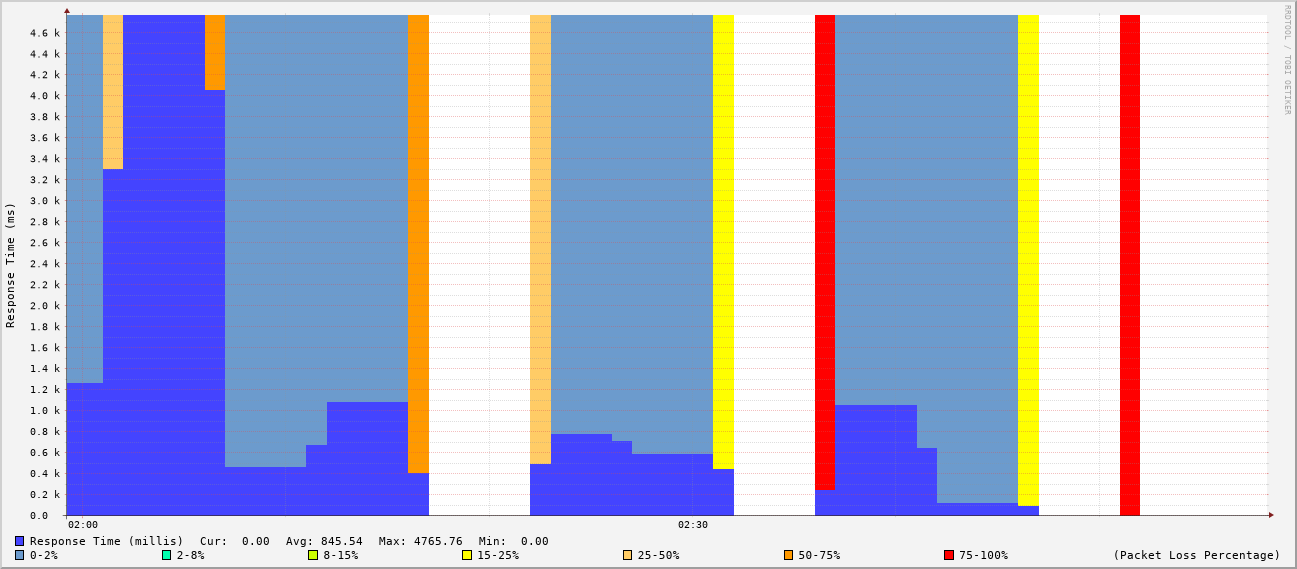 RRDTOOL / TOBI OETIKER
Response Time (ms)
4.6 k
4.4 k
4.2 k
4.0 k
3.8 k
3.6 k
3.4 k
3.2 k
3.0 k
2.8 k
2.6 k
2.4 k
2.2 k
2.0 k
1.8 k
1.6 k
1.4 k
1.2 k
1.0 k
0.8 k
0.6 k
0.4 k
0.2 k
0.0
02:00 02:30
Response Time (millis) Cur: 0.00 Avg: 845.54 Max: 4765.76 Min: 0.00
0-2% 2-8% 8-15% 15-25% 25-50% 50-75% 75-100% (Packet Loss Percentage)